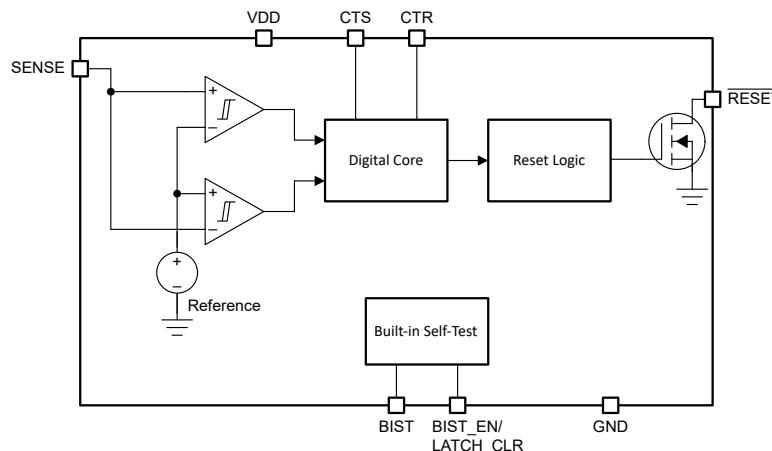 VDD
CTS
CTR
SENSE
RESET
+
−
Digital Core
Reset Logic
+
−
+
−
Reference
Built-in Self-Test
BIST
BIST_EN/
LATCH_CLR
GND